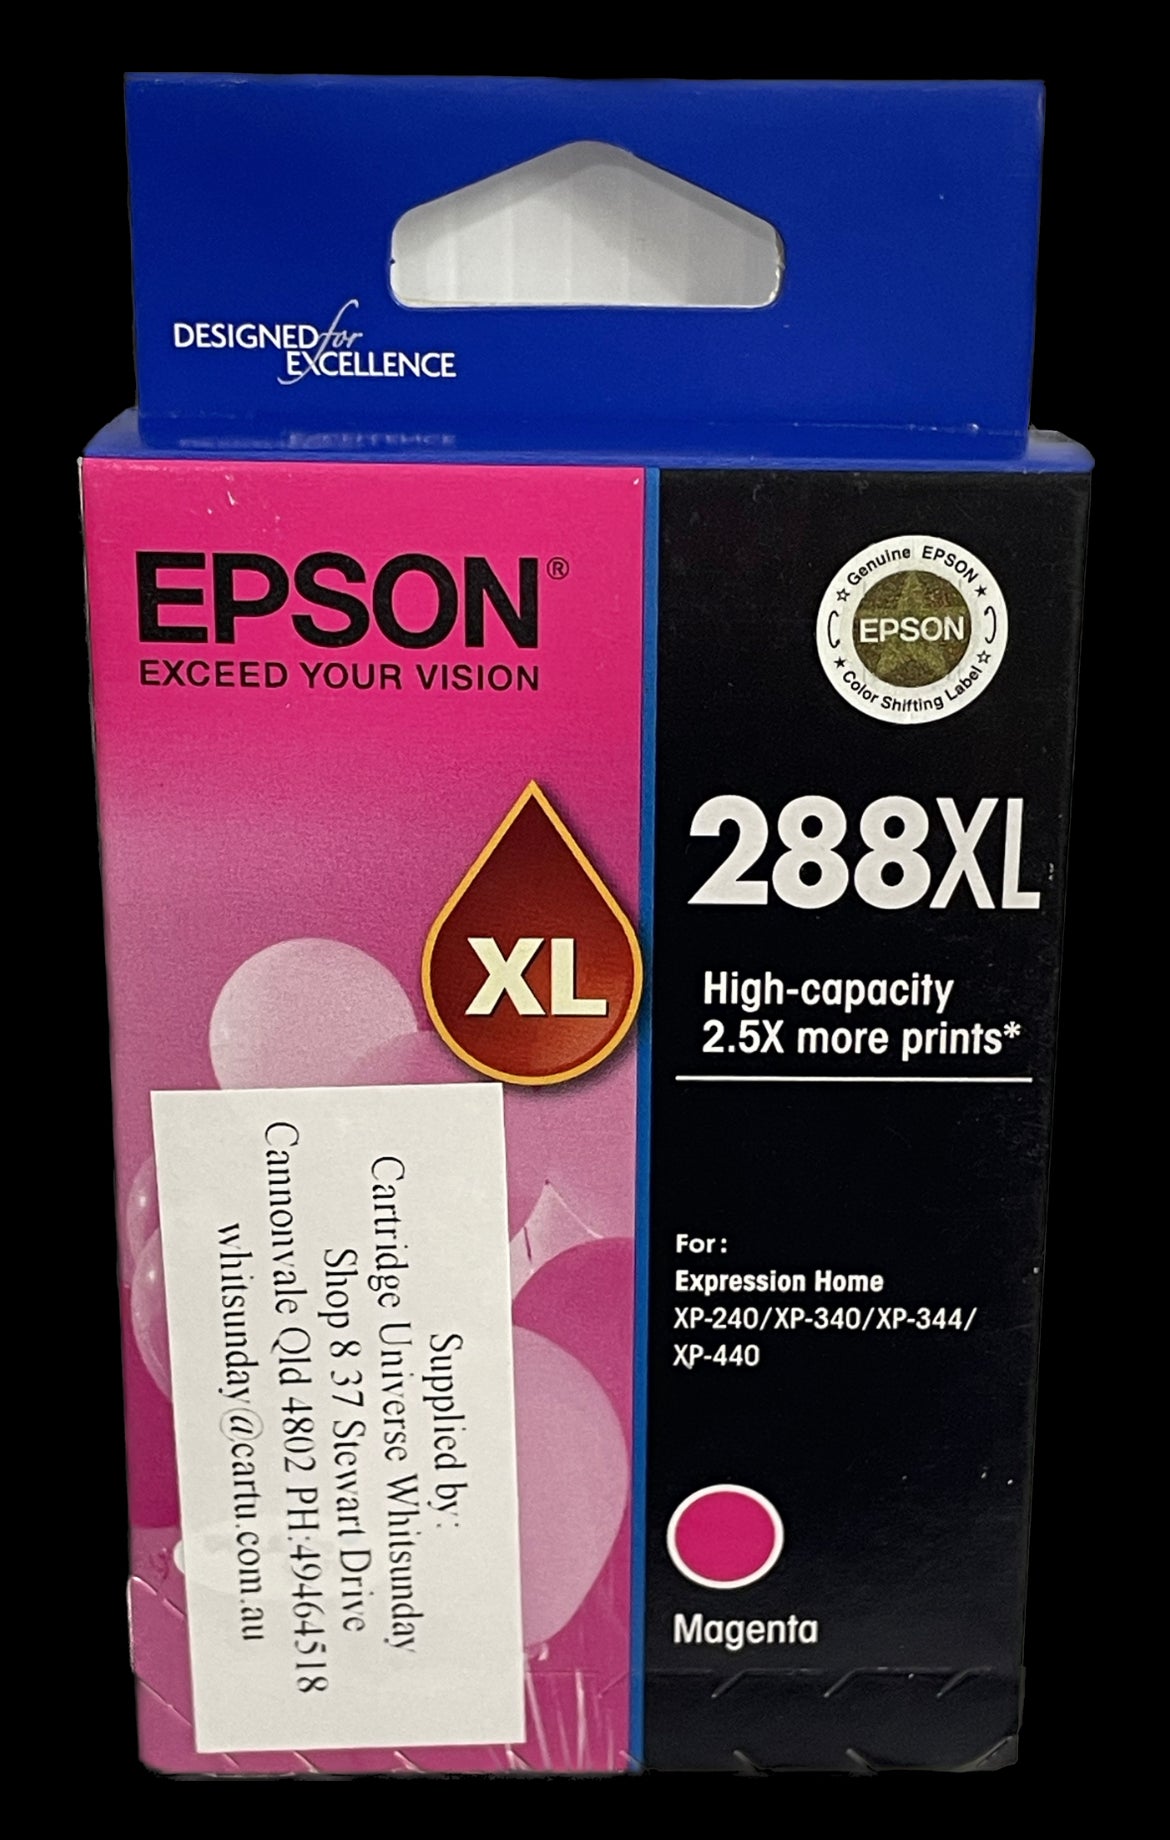 DESIGNED for
EXCELLENCE
EPSON®
EXCEED YOUR VISION
XL
Supplied by:
Cartridge Universe Whitsunday
Shop 8 37 Stewart Drive
Cannonvale Qld 4802 PH:49464518
whitsunday@cartu.com.au
Genuine EPSON
EPSON
Color Shifting Label
288XL
High-capacity
2.5X more prints*
For:
Expression Home
XP-240/XP-340/XP-344/
XP-440
Magenta